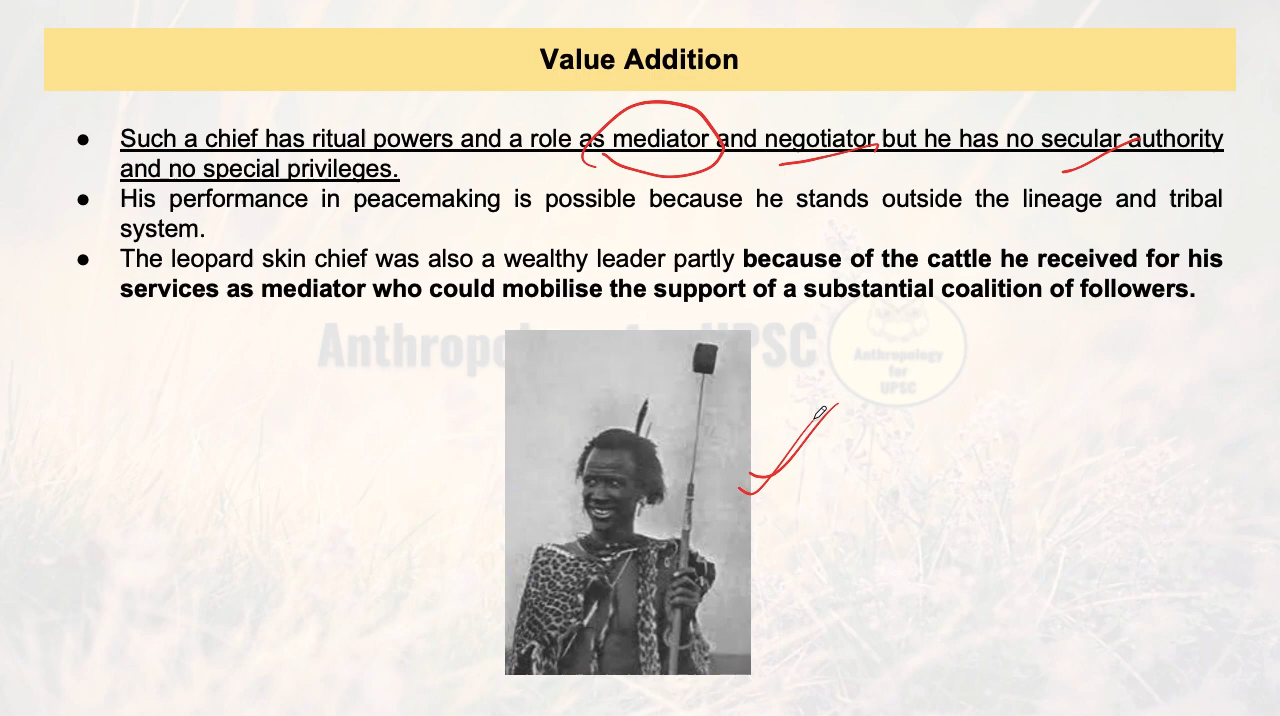 Value Addition
● Such a chief has ritual powers and a role as mediator and negotiator but he has no secular authority
and no special privileges.
● His performance in peacemaking is possible because he stands outside the lineage and tribal
system.
● The leopard skin chief was also a wealthy leader partly because of the cattle he received for his
services as mediator who could mobilise the support of a substantial coalition of followers.
Anthropology
for
UPSC